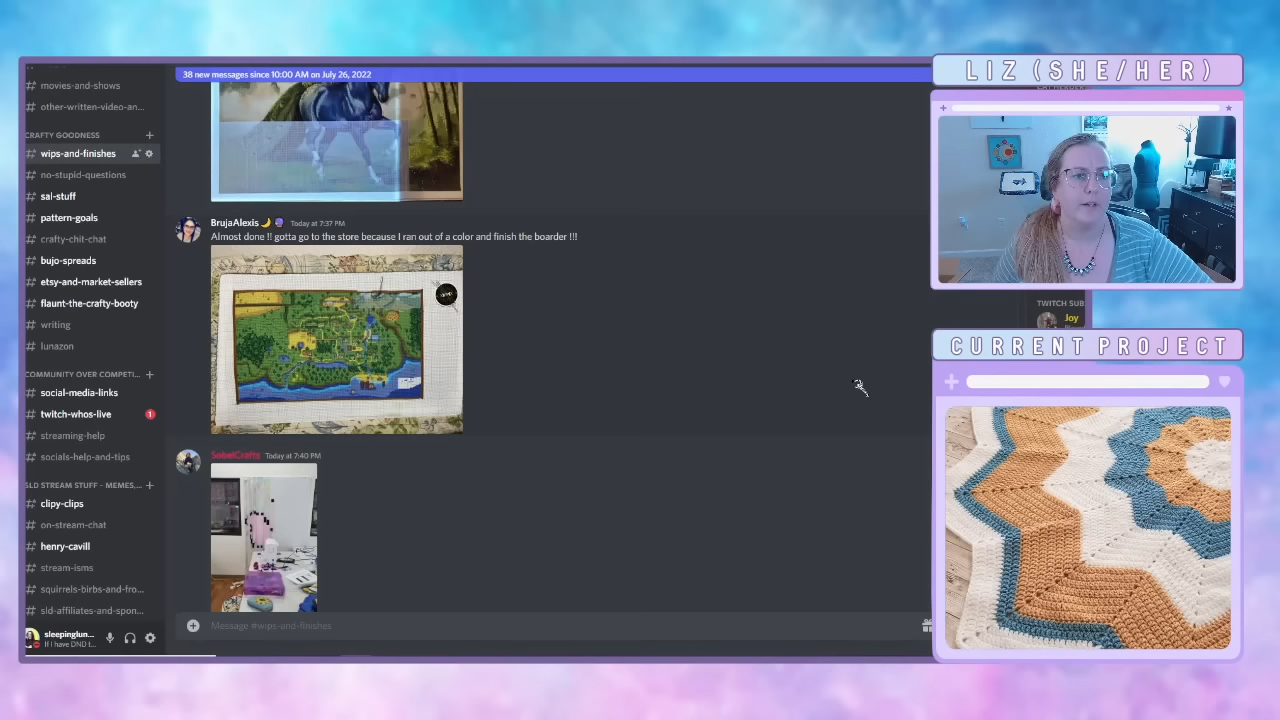 38 new messages since 10:00 AM on July 26, 2022
movies-and-shows
other-written-video-an...
CRAFTY GOODNESS
wips-and-finishes
no-stupid-questions
sal-stuff
pattern-goals
crafty-chit-chat
bujo-spreads
etsy-and-market-sellers
flaunt-the-crafty-booty
writing
lunazon
COMMUNITY OVER COMPETI...
social-media-links
twitch-whos-live
1
streaming-help
socials-help-and-tips
SLD STREAM STUFF - MEMES,...
clipy-clips
on-stream-chat
henry-cavill
stream-isms
squirrels-birbs-and-fro...
sld-affiliates-and-spon...
sleepinglun...
If I have DND t...
BrujaAlexis Today at 7:37 PM
Almost done !! gotta go to the store because I ran out of a color and finish the boarder !!!
SobelCrafts Today at 7:40 PM
Message #wips-and-finishes
LIZ (SHE/HER)
TWITCH SUB
Joy
CURRENT PROJECT